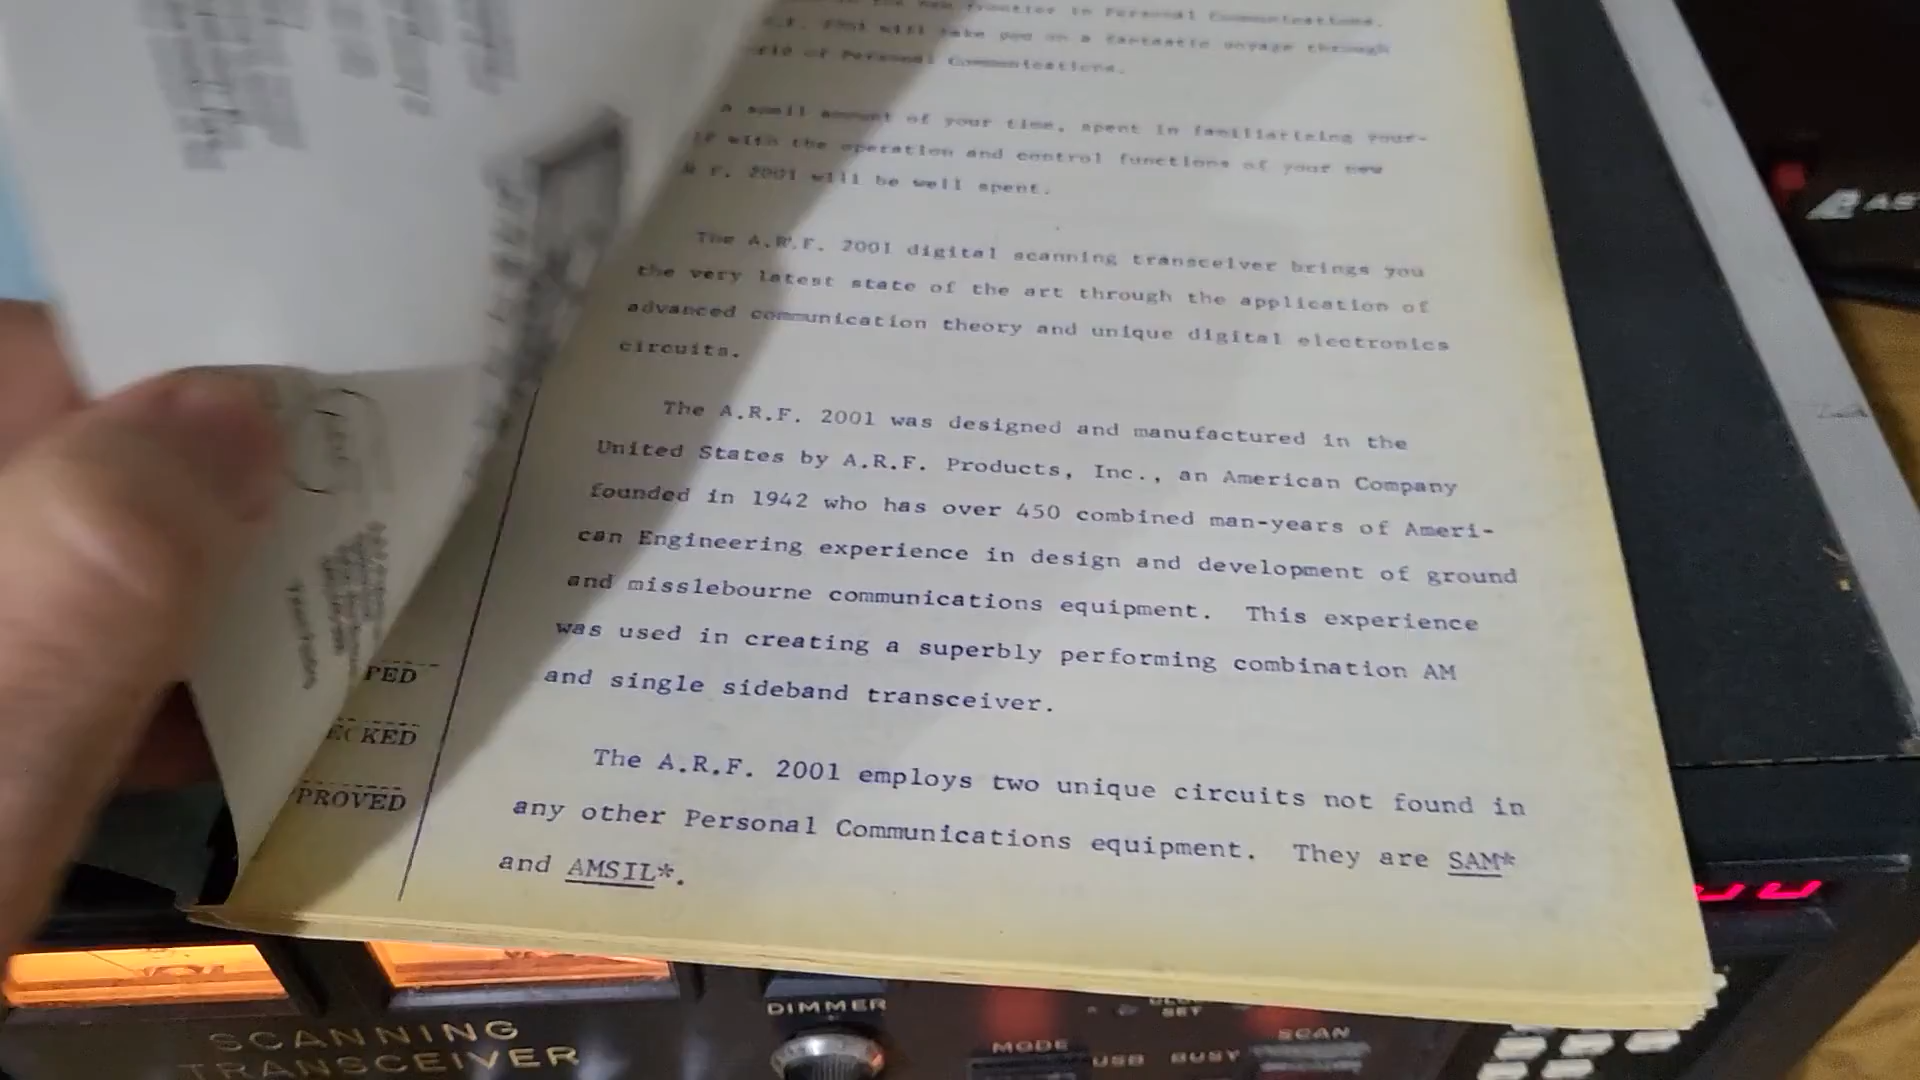 Frontier in Personal Communications.
2001 will take you on a fantastic voyage through
of Personal Communications.
A small amount of your time, spent in familiarizing your-
with the operation and control functions of your new
R F. 2001 will be well spent.
The A.R.F. 2001 digital scanning transceiver brings you
the very latest state of the art through the application of
advanced communication theory and unique digital electronics
circuits.
The A.R.F. 2001 was designed and manufactured in the
United States by A.R.F. Products, Inc., an American Company
founded in 1942 who has over 450 combined man-years of Ameri-
can Engineering experience in design and development of ground
and misslebourne communications equipment. This experience
was used in creating a superbly performing combination AM
and single sideband transceiver.
The A.R.F. 2001 employs two unique circuits not found in
any other Personal Communications equipment. They are SAM*
and AMSIL*.
PED
ECKED
PROVED
SCANNING
TRANSCEIVER
DIMMER
MODE
USB
BUSY
SET
SCAN